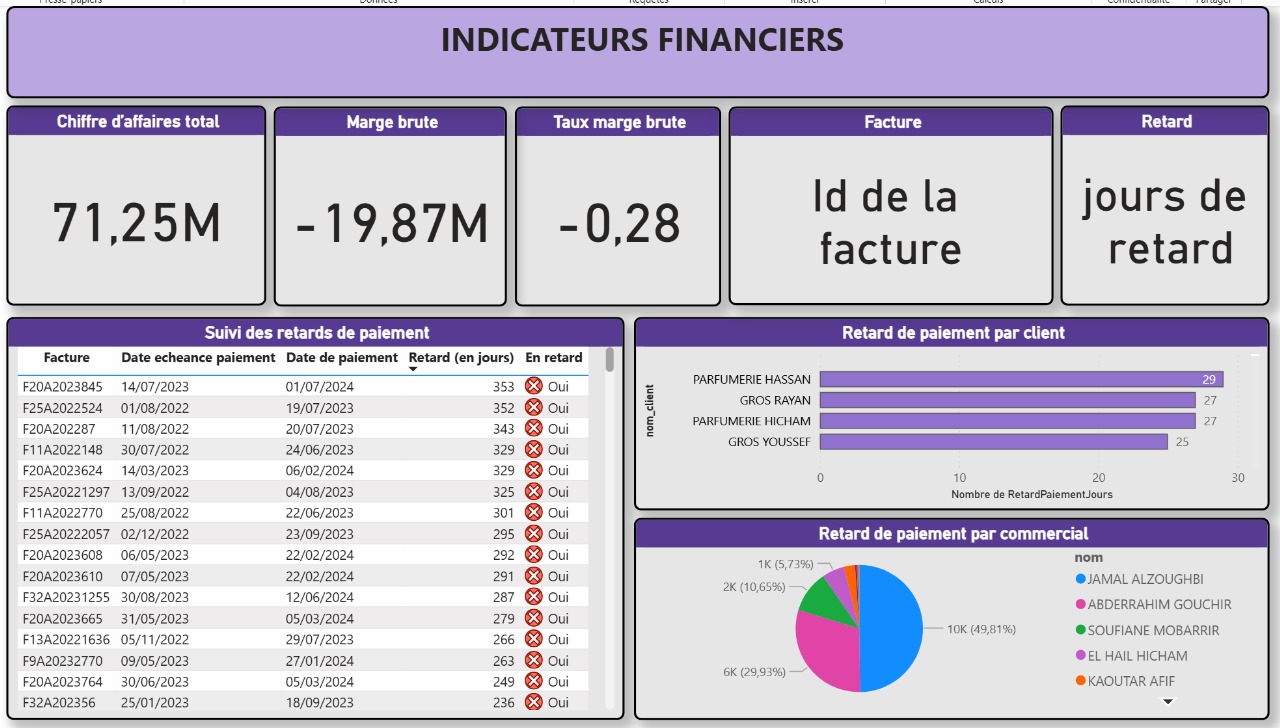 Presse-papiers Données Requêtes Insérer Calculs Confidentialité Partager
INDICATEURS FINANCIERS
Chiffre d'affaires total
71,25M
Marge brute
-19,87M
Taux marge brute
-0,28
Facture
Id de la
facture
Retard
jours de
retard
Suivi des retards de paiement
Facture Date echeance paiement Date de paiement Retard (en jours) En retard
F20A2023845 14/07/2023 01/07/2024 353 Oui
F25A2022524 01/08/2022 19/07/2023 352 Oui
F20A202287 11/08/2022 20/07/2023 343 Oui
F11A2022148 30/07/2022 24/06/2023 329 Oui
F20A2023624 14/03/2023 06/02/2024 329 Oui
F25A20221297 13/09/2022 04/08/2023 325 Oui
F11A2022770 25/08/2022 22/06/2023 301 Oui
F25A20222057 02/12/2022 23/09/2023 295 Oui
F20A2023608 06/05/2023 22/02/2024 292 Oui
F20A2023610 07/05/2023 22/02/2024 291 Oui
F32A20231255 30/08/2023 12/06/2024 287 Oui
F20A2023665 31/05/2023 05/03/2024 279 Oui
F13A20221636 05/11/2022 29/07/2023 266 Oui
F9A20232770 09/05/2023 27/01/2024 263 Oui
F20A2023764 30/06/2023 05/03/2024 249 Oui
F32A202356 25/01/2023 18/09/2023 236 Oui
Retard de paiement par client
nom_client
PARFUMERIE HASSAN 29
GROS RAYAN 27
PARFUMERIE HICHAM 27
GROS YOUSSEF 25
0 10 20 30
Nombre de RetardPaiementJours
Retard de paiement par commercial
1K (5,73%)
2K (10,65%)
6K (29,93%)
10K (49,81%)
nom
JAMAL ALZOUGHBI
ABDERRAHIM GOUCHIR
SOUFIANE MOBARRIR
EL HAIL HICHAM
KAOUTAR AFIF